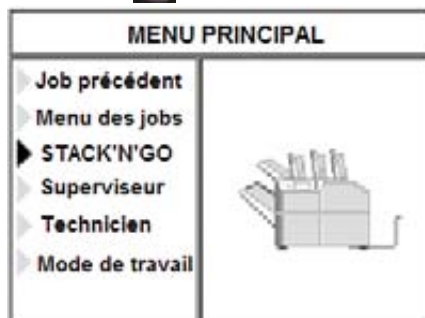 MENU PRINCIPAL
Job précédent
Menu des jobs
STACK'N'GO
Superviseur
Technicien
Mode de travail